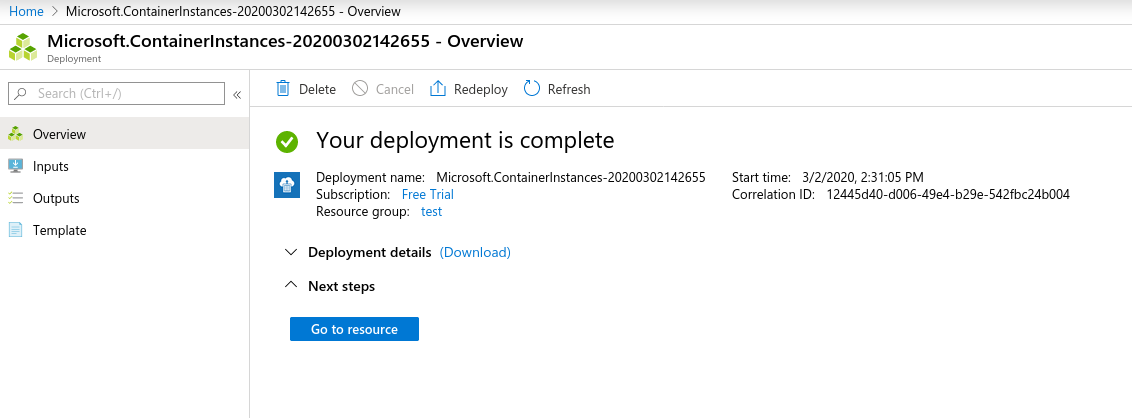 Home > Microsoft.ContainerInstances-20200302142655 - Overview
Microsoft.ContainerInstances-20200302142655 - Overview
Deployment
Search (Ctrl+/) «
Overview
Inputs
Outputs
Template
Delete Cancel Redeploy Refresh
Your deployment is complete
Deployment name: Microsoft.ContainerInstances-20200302142655 Start time: 3/2/2020, 2:31:05 PM
Subscription: Free Trial Correlation ID: 12445d40-d006-49e4-b29e-542fbc24b004
Resource group: test
Deployment details (Download)
Next steps
Go to resource